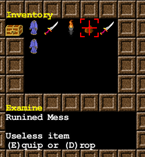 Inventory
Examine
Runined Mess
Useless item
(E)quip or (D)rop